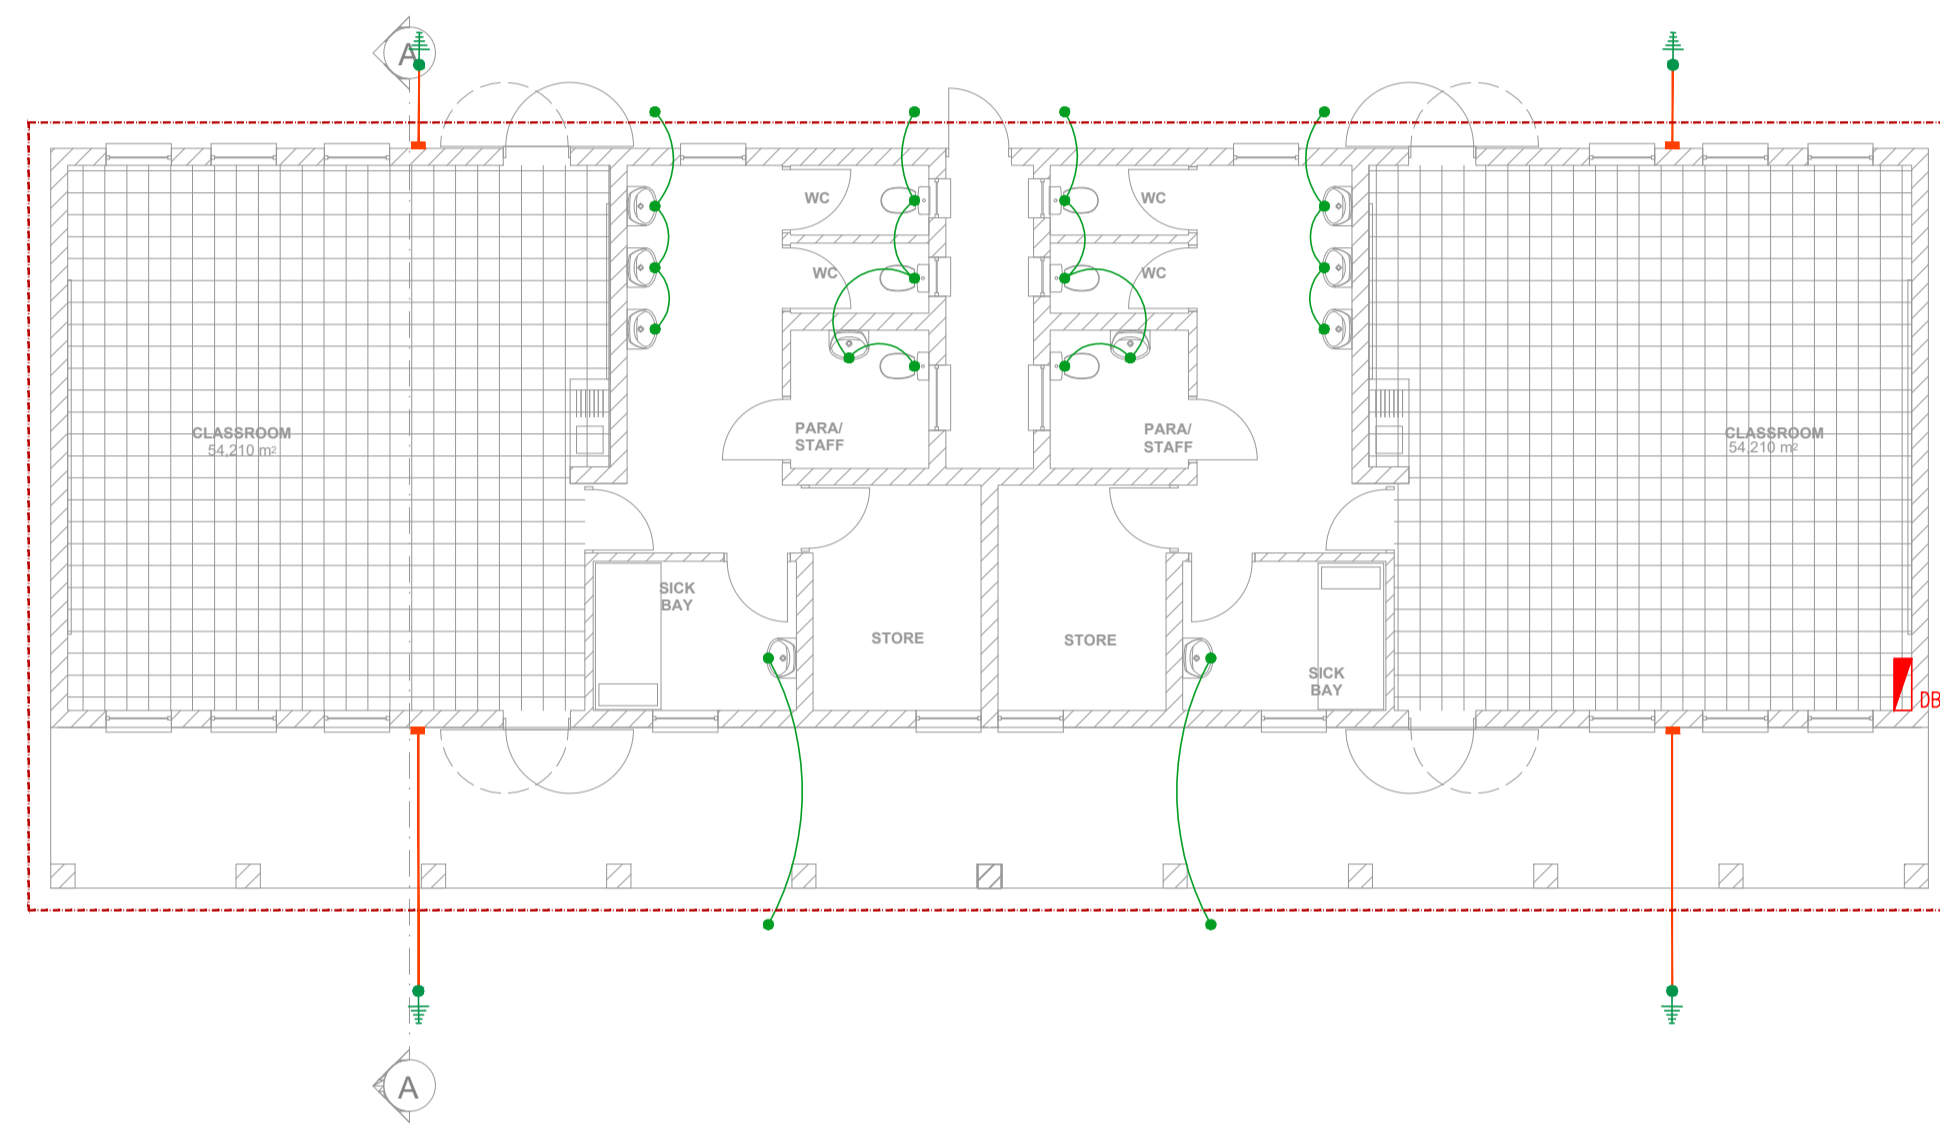 A
WC
WC
WC
WC
PARA/
STAFF
PARA/
STAFF
CLASSROOM
54,210 m²
CLASSROOM
54.210 m²
SICK
BAY
STORE
STORE
SICK
BAY
DB
A